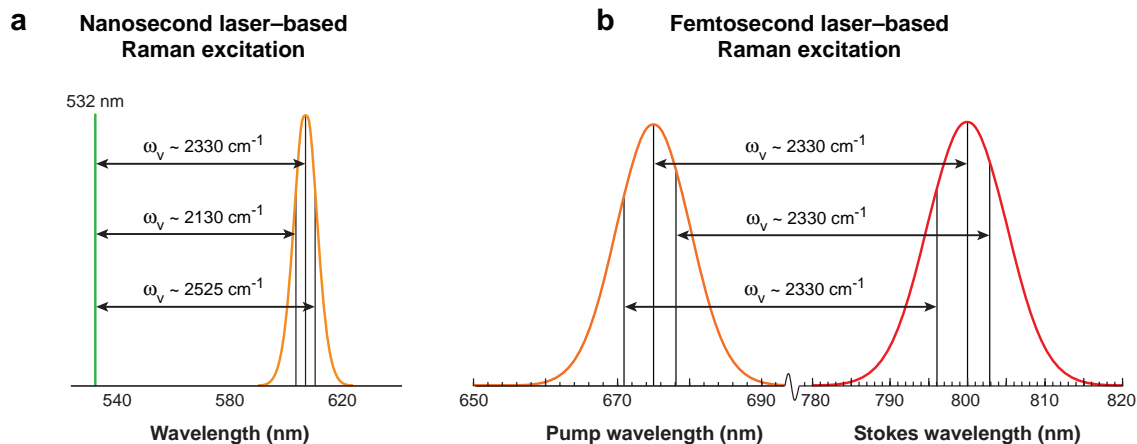 a
Nanosecond laser–based
Raman excitation
532 nm
ωv ~ 2330 cm-1
ωv ~ 2130 cm-1
ωv ~ 2525 cm-1
540
580
620
Wavelength (nm)
b
Femtosecond laser–based
Raman excitation
ωv ~ 2330 cm-1
ωv ~ 2330 cm-1
ωv ~ 2330 cm-1
650
670
690
780
790
800
810
820
Pump wavelength (nm)
Stokes wavelength (nm)